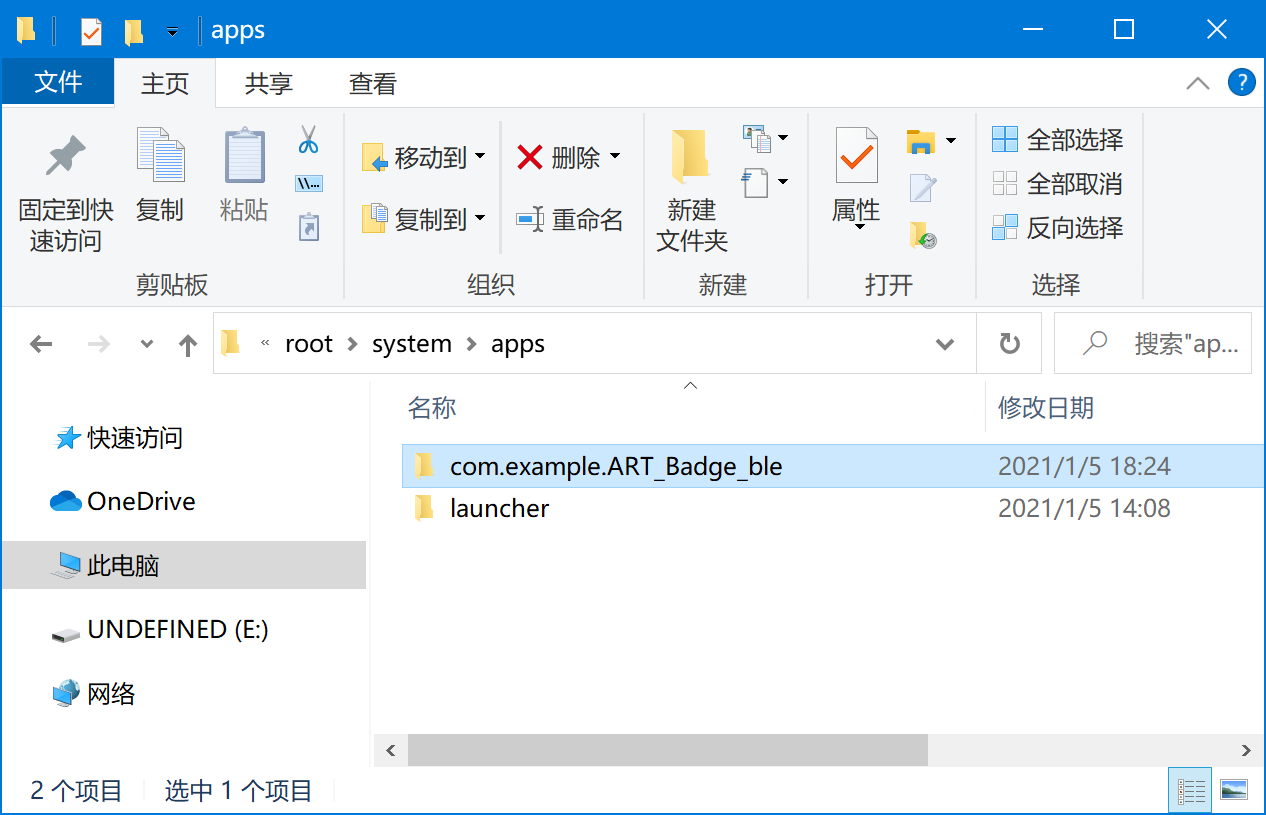 apps
文件 主页 共享 查看
固定到快速访问
复制
粘贴
剪贴板
移动到
复制到
删除
重命名
组织
新建
文件夹
新建
属性
打开
全部选择
全部取消
反向选择
选择
« root > system > apps
搜索"ap...
名称 修改日期
快速访问
OneDrive
此电脑
UNDEFINED (E:)
网络
com.example.ART_Badge_ble 2021/1/5 18:24
launcher 2021/1/5 14:08
2 个项目 选中 1 个项目